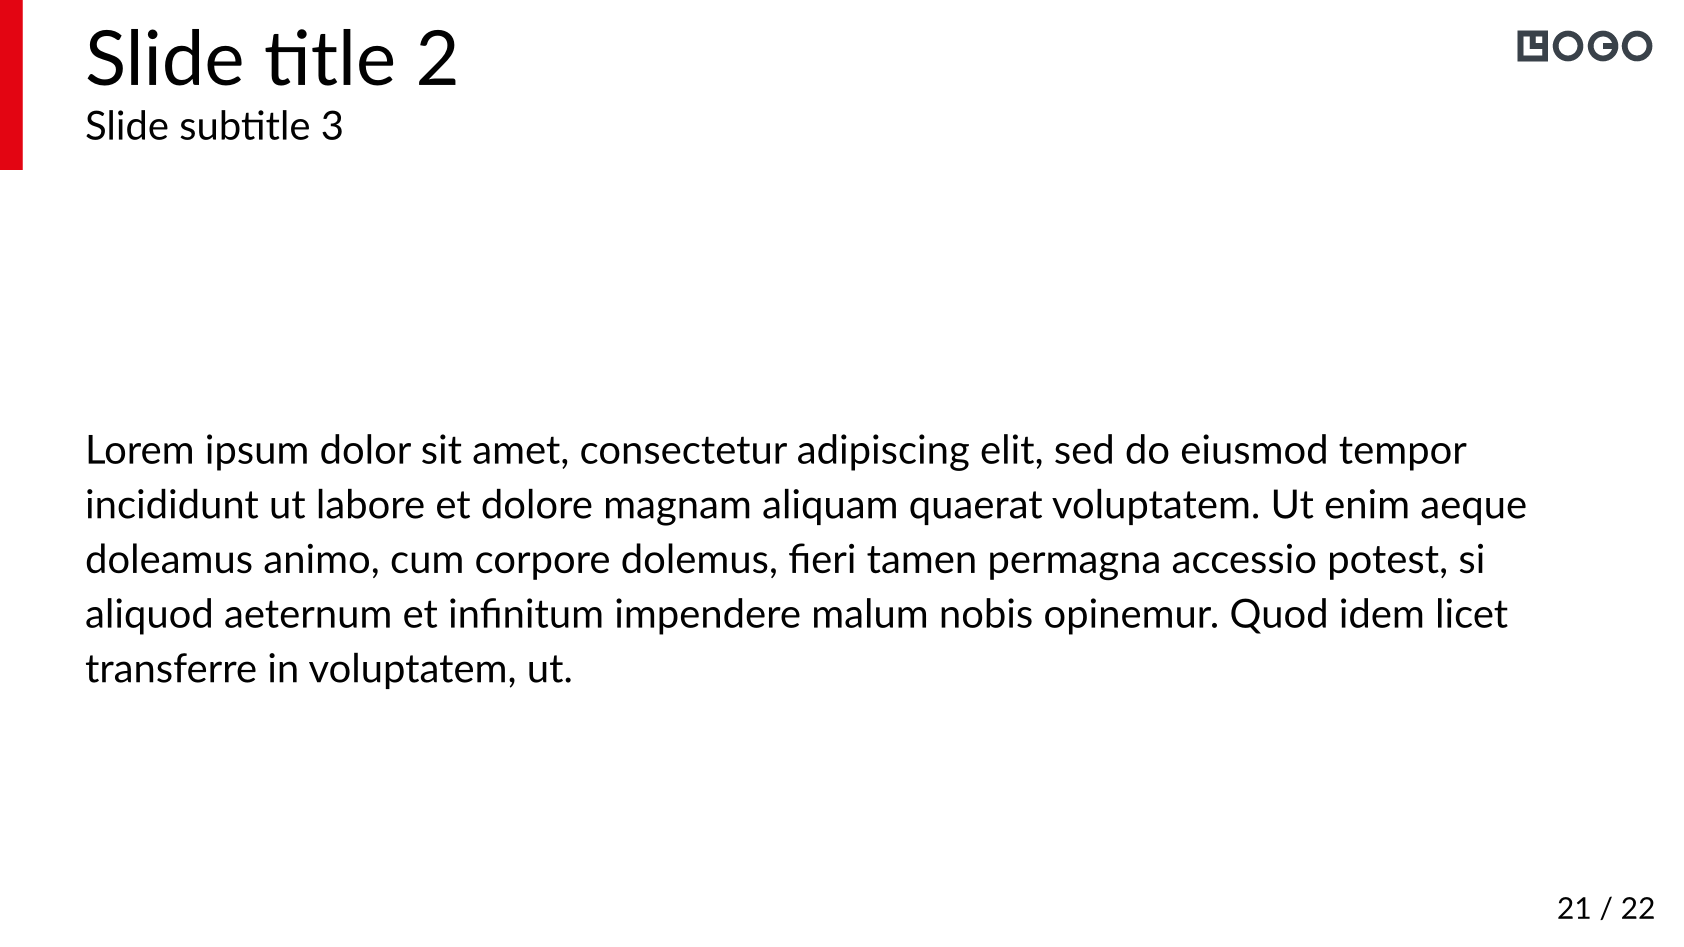 Slide title 2
LOGO
Slide subtitle 3
Lorem ipsum dolor sit amet, consectetur adipiscing elit, sed do eiusmod tempor
incididunt ut labore et dolore magnam aliquam quaerat voluptatem. Ut enim aeque
doleamus animo, cum corpore dolemus, fieri tamen permagna accessio potest, si
aliquod aeternum et infinitum impendere malum nobis opinemur. Quod idem licet
transferre in voluptatem, ut.
21 / 22